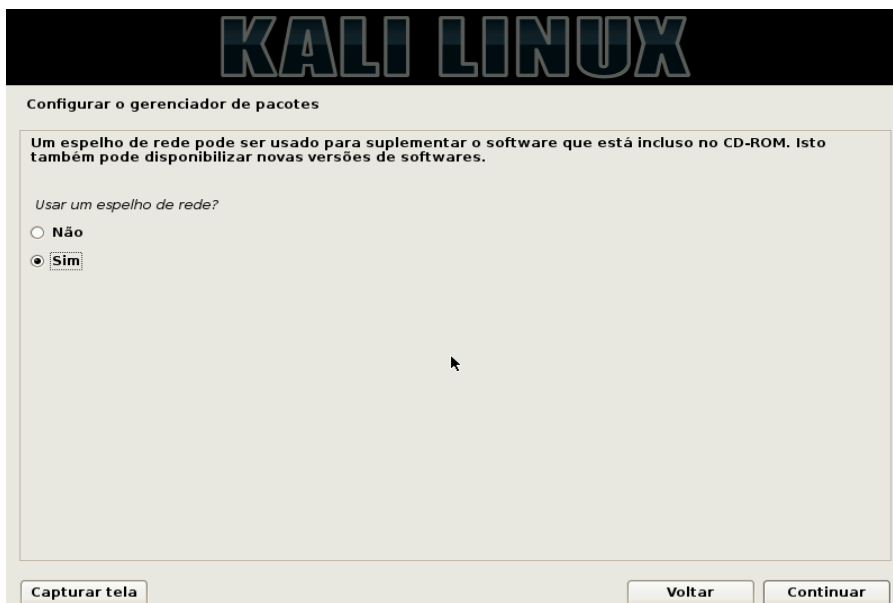 KALI LINUX
Configurar o gerenciador de pacotes
Um espelho de rede pode ser usado para suplementar o software que está incluso no CD-ROM. Isto
também pode disponibilizar novas versões de softwares.
Usar um espelho de rede?
Não
Sim
Capturar tela
Voltar
Continuar